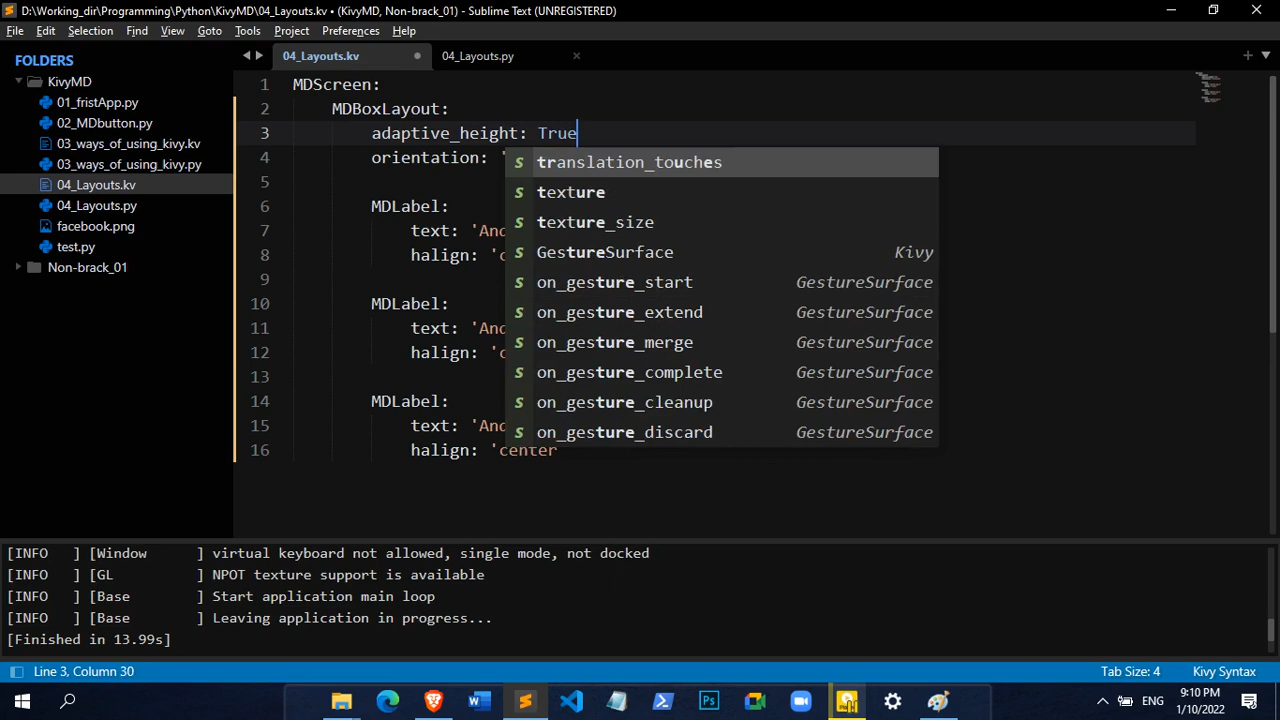 D:\Working_dir\Programming\Python\KivyMD\04_Layouts.kv • (KivyMD, Non-brack_01) - Sublime Text (UNREGISTERED)
File Edit Selection Find View Goto Tools Project Preferences Help
FOLDERS
KivyMD
01_fristApp.py
02_MDbutton.py
03_ways_of_using_kivy.kv
03_ways_of_using_kivy.py
04_Layouts.kv
04_Layouts.py
facebook.png
test.py
Non-brack_01
04_Layouts.kv 04_Layouts.py
1 MDScreen:
2 MDBoxLayout:
3 adaptive_height: True
4 orientation: '
5
6 MDLabel:
7 text: 'And
8 halign: 'c
9
10 MDLabel:
11 text: 'And
12 halign: 'c
13
14 MDLabel:
15 text: 'And
16 halign: 'center
translation_touches
texture
texture_size
GestureSurface Kivy
on_gesture_start GestureSurface
on_gesture_extend GestureSurface
on_gesture_merge GestureSurface
on_gesture_complete GestureSurface
on_gesture_cleanup GestureSurface
on_gesture_discard GestureSurface
[INFO ] [Window ] virtual keyboard not allowed, single mode, not docked
[INFO ] [GL ] NPOT texture support is available
[INFO ] [Base ] Start application main loop
[INFO ] [Base ] Leaving application in progress...
[Finished in 13.99s]
Line 3, Column 30 Tab Size: 4 Kivy Syntax
ENG
9:10 PM
1/10/2022